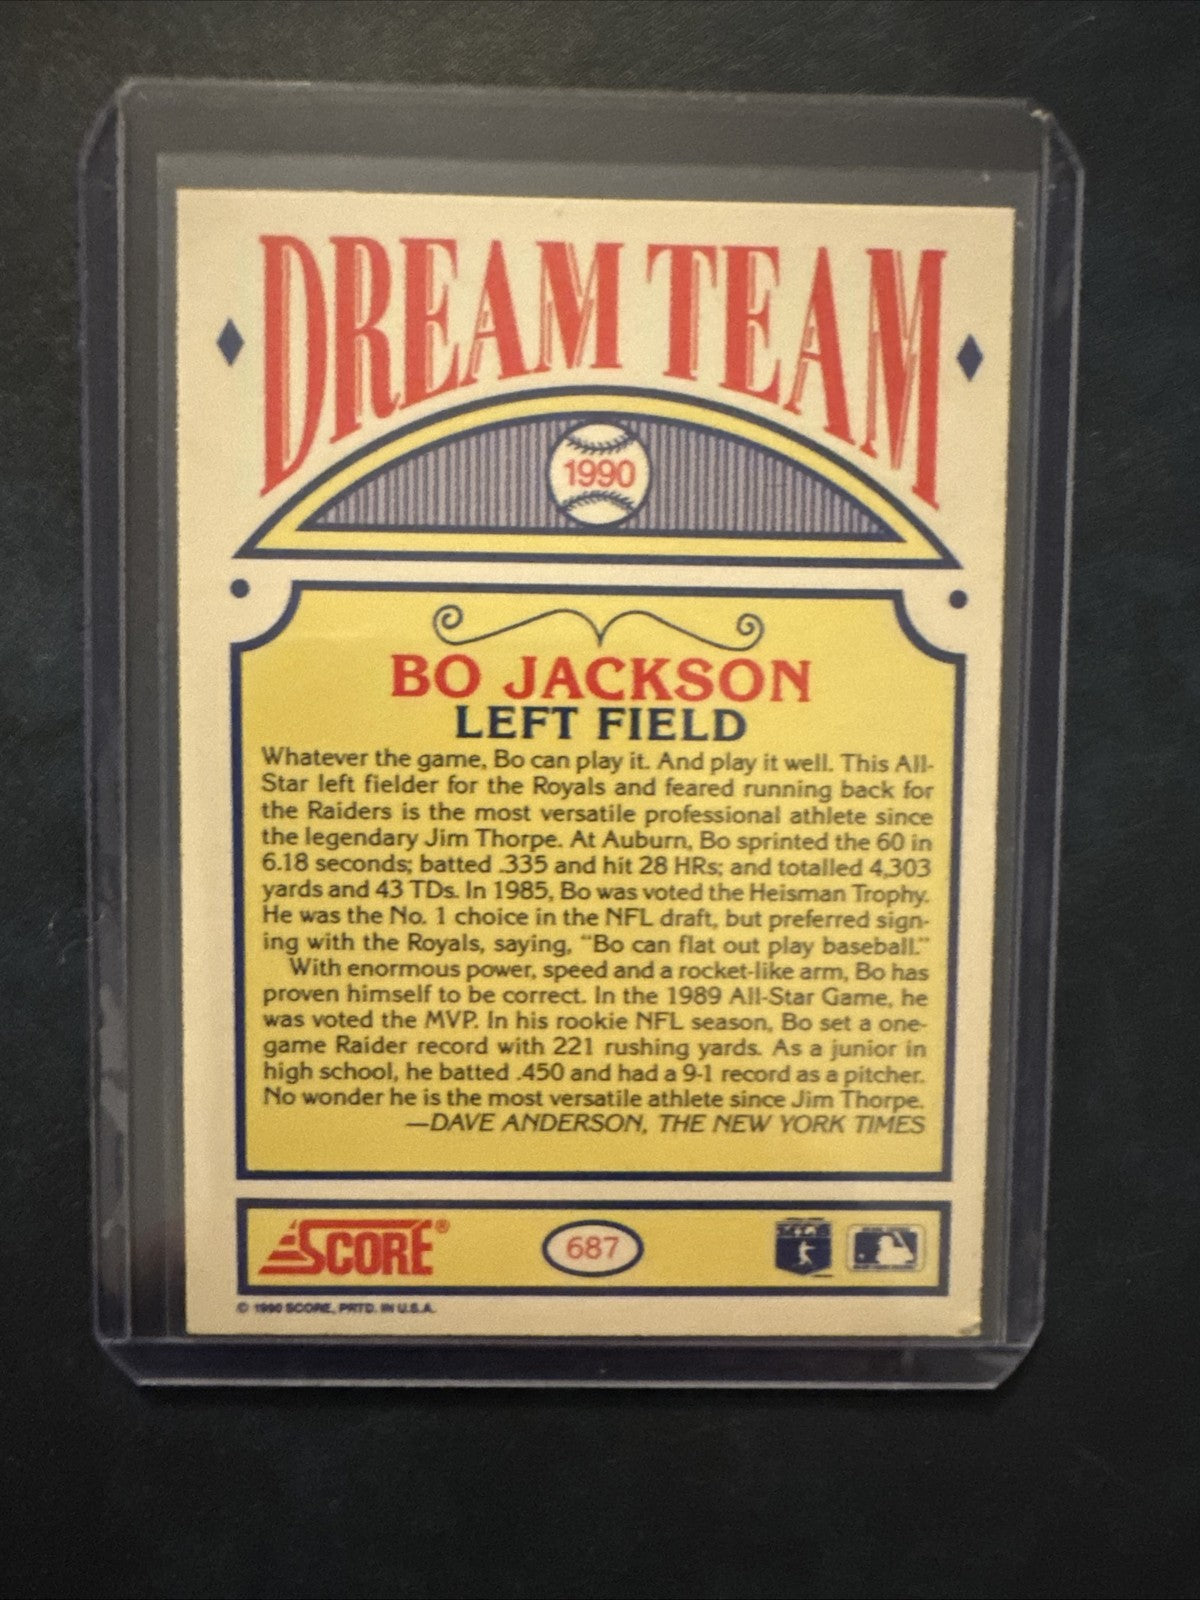 DREAM TEAM
1990
BO JACKSON
LEFT FIELD
Whatever the game, Bo can play it. And play it well. This All-
Star left fielder for the Royals and feared running back for
the Raiders is the most versatile professional athlete since
the legendary Jim Thorpe. At Auburn, Bo sprinted the 60 in
6.18 seconds; batted .335 and hit 28 HRs; and totalled 4,303
yards and 43 TDs. In 1985, Bo was voted the Heisman Trophy.
He was the No. 1 choice in the NFL draft, but preferred sign-
ing with the Royals, saying, "Bo can flat out play baseball."
With enormous power, speed and a rocket-like arm, Bo has
proven himself to be correct. In the 1989 All-Star Game, he
was voted the MVP. In his rookie NFL season, Bo set a one-
game Raider record with 221 rushing yards. As a junior in
high school, he batted .450 and had a 9-1 record as a pitcher.
No wonder he is the most versatile athlete since Jim Thorpe.
—DAVE ANDERSON, THE NEW YORK TIMES
SCORE®
687
© 1990 SCORE, PRTD. IN U.S.A.